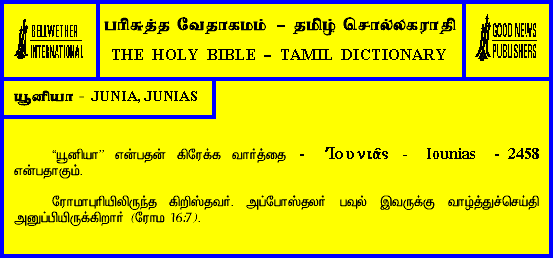 BELLWETHER
INTERNATIONAL
பரிசுத்த வேதாகமம் – தமிழ் சொல்லகராதி
THE HOLY BIBLE – TAMIL DICTIONARY
GOOD NEWS
PUBLISHERS
யூனியா - JUNIA, JUNIAS
“யூனியா” என்பதன் கிரேக்க வார்த்தை - Ἰουνιᾶς - Iounias - 2458
என்பதாகும்.
ரோமாபுரியிலிருந்த கிறிஸ்தவர். அப்போஸ்தலர் பவுல் இவருக்கு வாழ்த்துச்செய்தி
அனுப்பியிருக்கிறார் (ரோம 16:7).